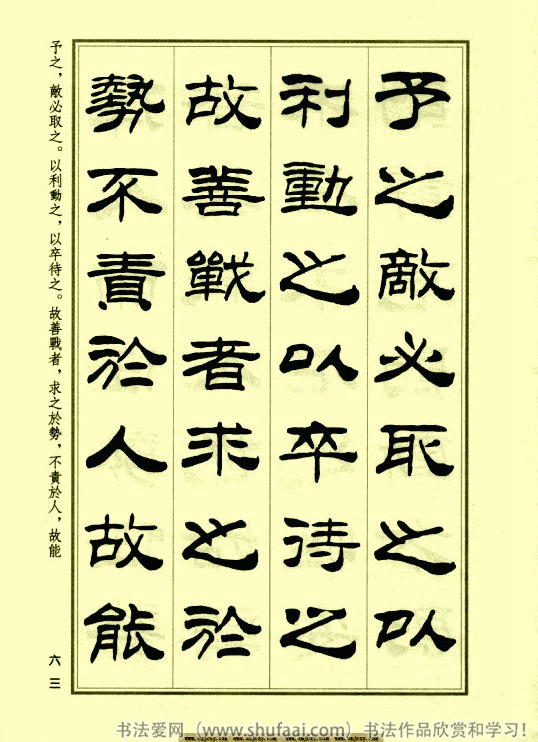 予之敵必取之以
利動之以卒待之
故善戰者求之於
勢不責於人故能
予之，敵必取之。以利動之，以卒待之。故善戰者，求之於勢，不責於人，故能
六三
书法爱网（www.shufaai.com）书法作品欣赏和学习！